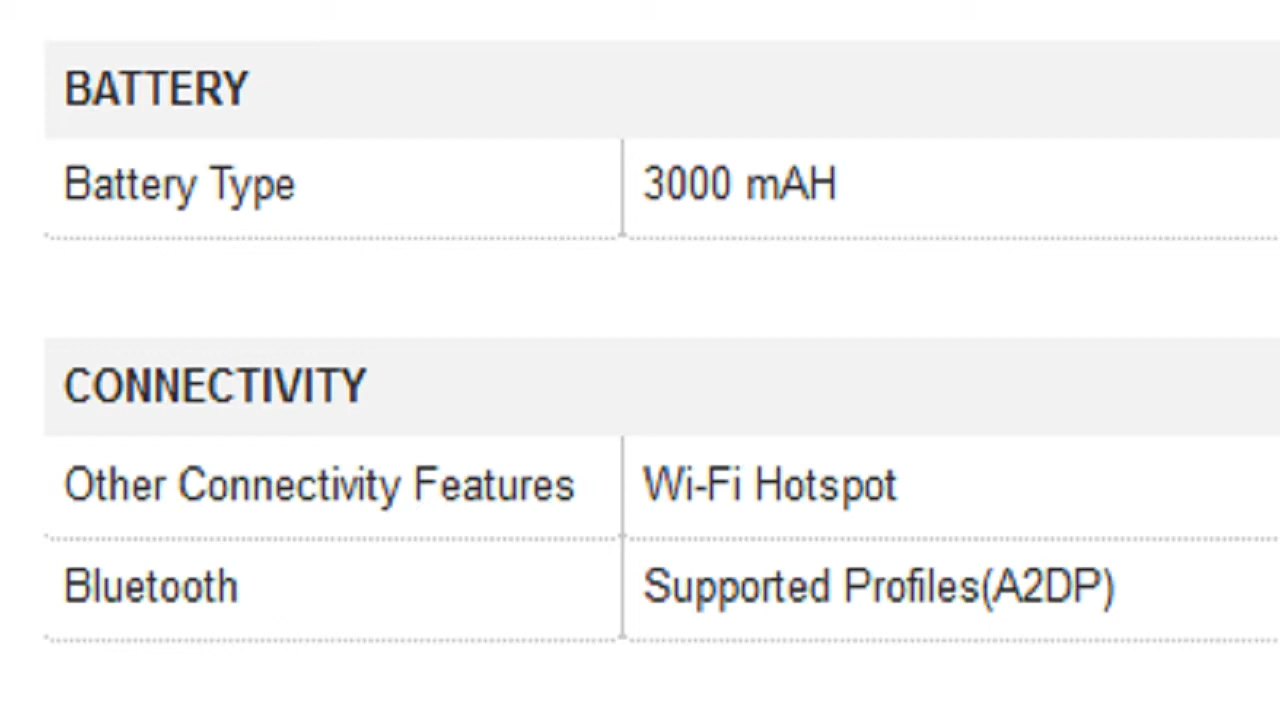 BATTERY
Battery Type 3000 mAH
CONNECTIVITY
Other Connectivity Features Wi-Fi Hotspot
Bluetooth Supported Profiles(A2DP)